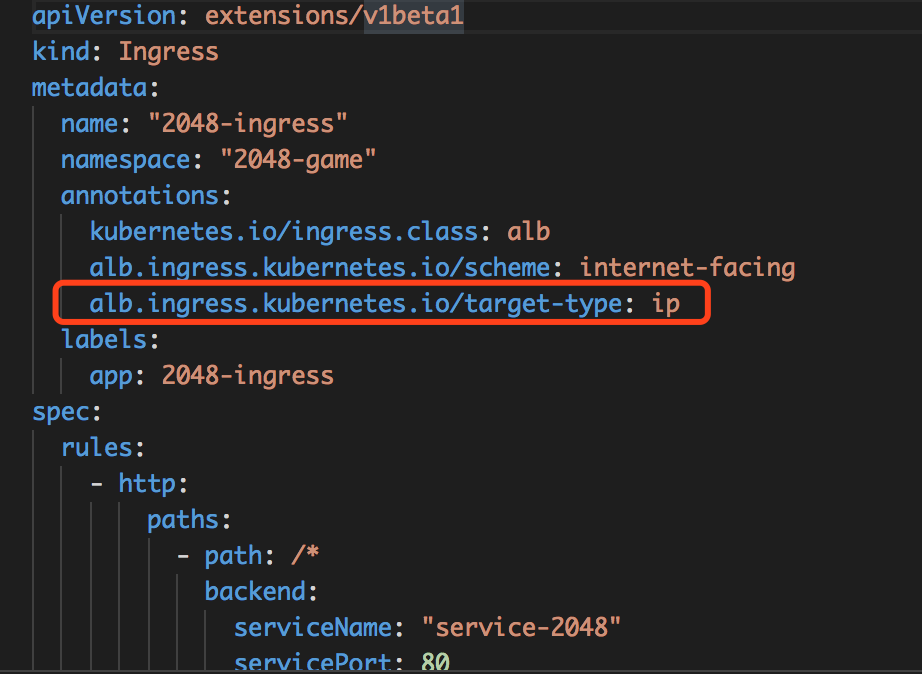 apiVersion: extensions/v1beta1
kind: Ingress
metadata:
  name: "2048-ingress"
  namespace: "2048-game"
  annotations:
    kubernetes.io/ingress.class: alb
    alb.ingress.kubernetes.io/scheme: internet-facing
    alb.ingress.kubernetes.io/target-type: ip
  labels:
    app: 2048-ingress
spec:
  rules:
    - http:
        paths:
          - path: /*
            backend:
              serviceName: "service-2048"
              servicePort: 80